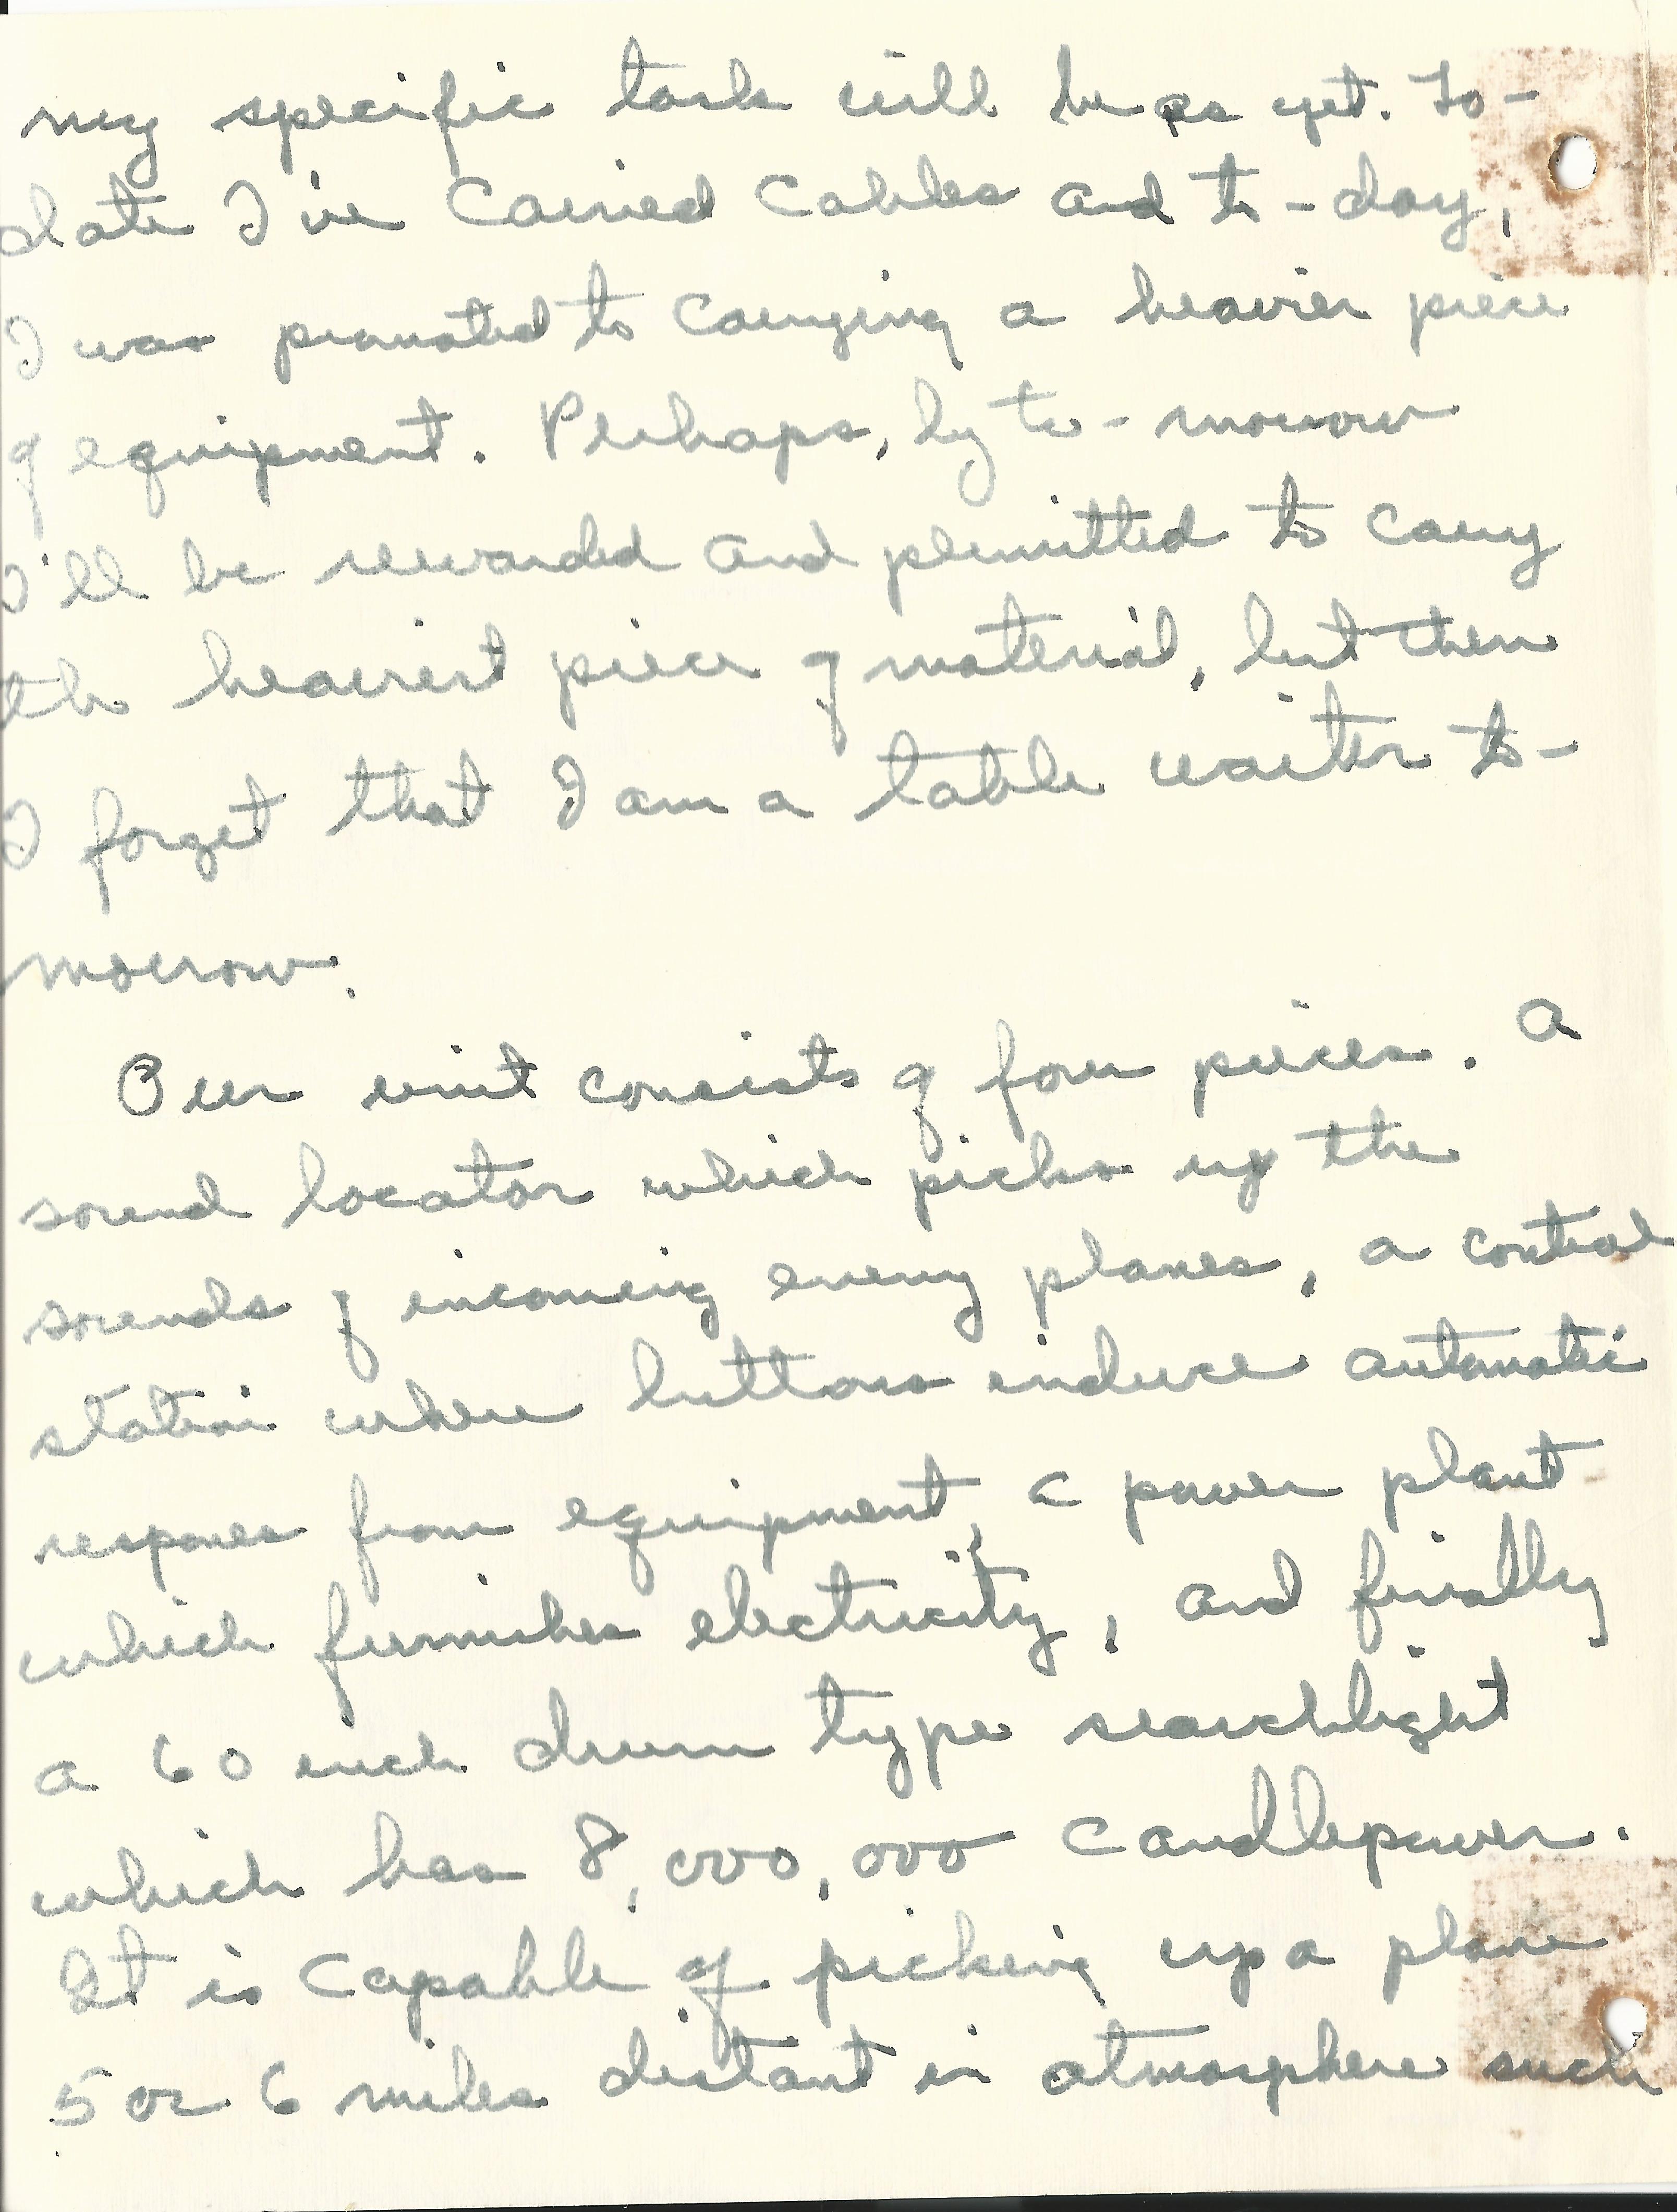 my specific task will be as yet. To-
date I've carried cables and to-day,
I was promoted to carrying a heavier piece
of equipment. Perhaps, by to-morrow
I'll be rewarded and permitted to carry
the heaviest piece of material, but then
I forget that I am a table waiter to-
morrow.
Our unit consists of four pieces. A
sound locator which picks up the
sounds of incoming enemy planes, a control
station where buttons induce automatic
respones from equipment, a power plant
which furnishes electricity, and finally
a 60 inch drum type searchlight
which has 8,000,000 candlepower.
It is capable of picking up a plane
5 or 6 miles distant in atmosphere such